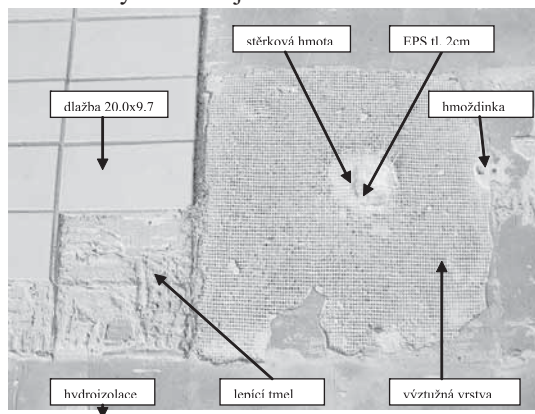 stěrková hmota
EPS tl. 2cm
dlažba 20.0x9.7
hmoždinka
hydroizolace
lepící tmel
výztužná vrstva